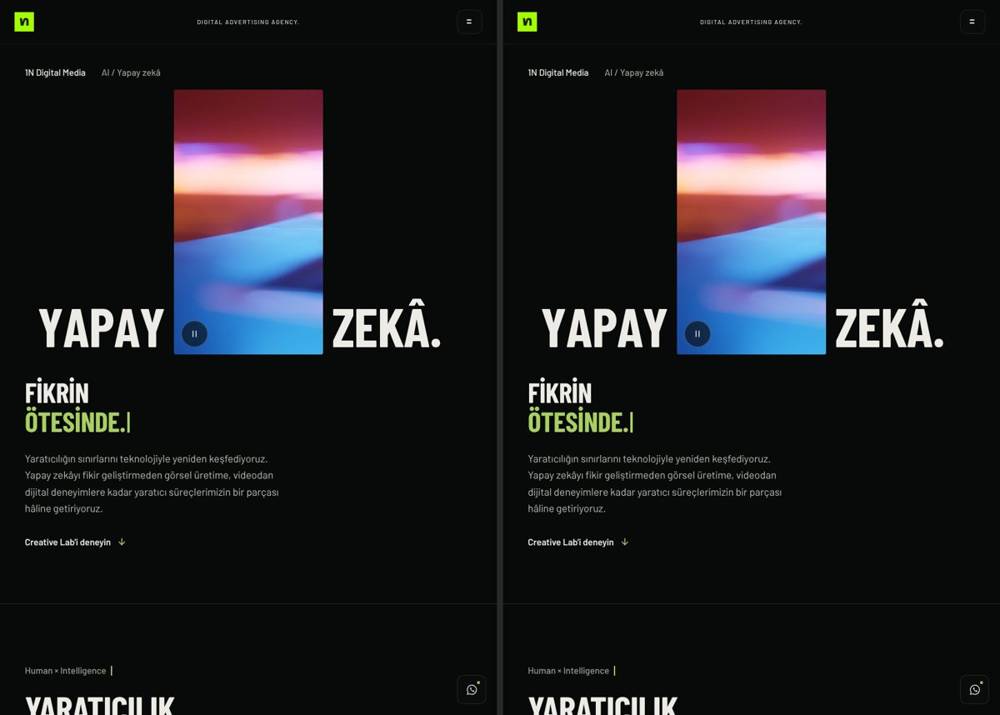 1N
DIGITAL ADVERTISING AGENCY.
1N Digital Media
AI / Yapay zekâ
YAPAY ZEKÂ.
FİKRİN
ÖTESİNDE.
Yaratıcılığın sınırlarını teknolojiyle yeniden keşfediyoruz.
Yapay zekâyı fikir geliştirmeden görsel üretime, videodan
dijital deneyimlere kadar yaratıcı süreçlerimizin bir parçası
hâline getiriyoruz.
Creative Lab'i deneyin ↓
Human × Intelligence
YARATICILIK
1N
DIGITAL ADVERTISING AGENCY.
1N Digital Media
AI / Yapay zekâ
YAPAY ZEKÂ.
FİKRİN
ÖTESİNDE.
Yaratıcılığın sınırlarını teknolojiyle yeniden keşfediyoruz.
Yapay zekâyı fikir geliştirmeden görsel üretime, videodan
dijital deneyimlere kadar yaratıcı süreçlerimizin bir parçası
hâline getiriyoruz.
Creative Lab'i deneyin ↓
Human × Intelligence
YARATICILIK